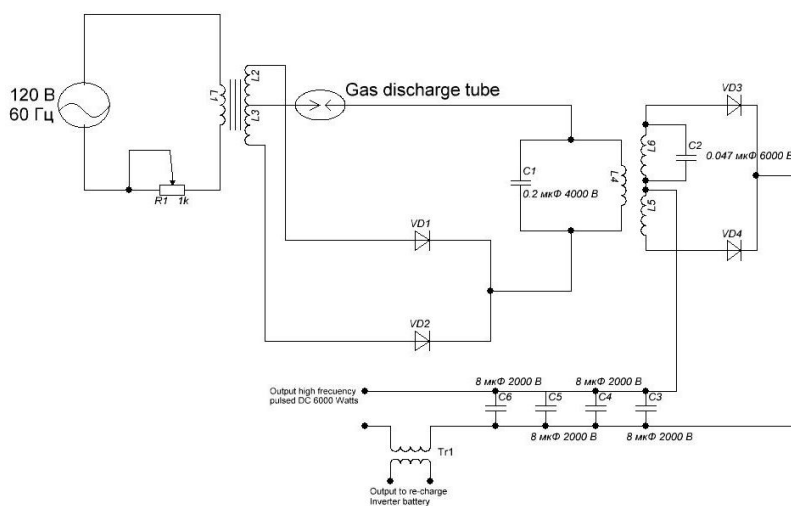 120 В
60 Гц
L1
L2
L3
R1 1k
Gas discharge tube
VD1
VD2
C1
0.2 мкФ 4000 В
L4
L6
L5
C2
0.047 мкФ 6000 В
VD3
VD4
Output high frecuency
pulsed DC 6000 Watts
8 мкФ 2000 В
8 мкФ 2000 В
C6
C5
C4
C3
8 мкФ 2000 В
8 мкФ 2000 В
Tr1
Output to re-charge
Inverter battery